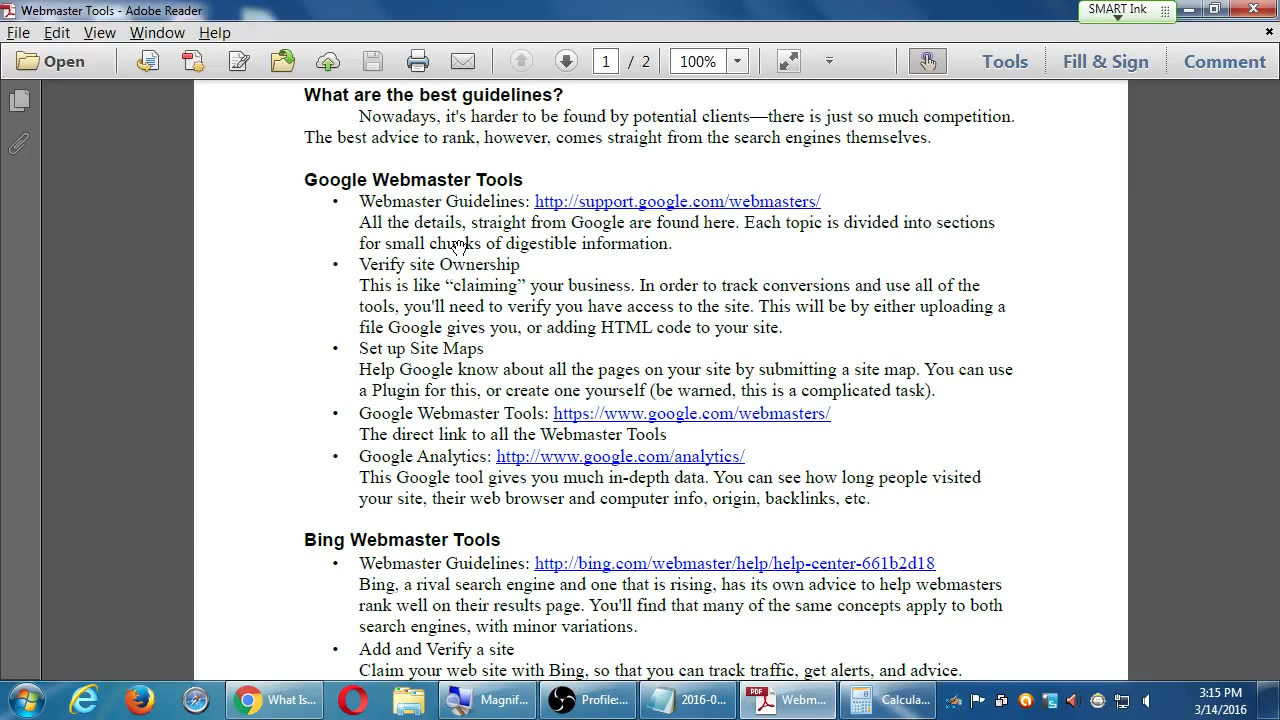 Webmaster Tools - Adobe Reader
SMART Ink
File Edit View Window Help
Open 1 / 2 100% Tools Fill & Sign Comment
What are the best guidelines?
Nowadays, it's harder to be found by potential clients—there is just so much competition.
The best advice to rank, however, comes straight from the search engines themselves.
Google Webmaster Tools
• Webmaster Guidelines: http://support.google.com/webmasters/
All the details, straight from Google are found here. Each topic is divided into sections
for small chunks of digestible information.
• Verify site Ownership
This is like “claiming” your business. In order to track conversions and use all of the
tools, you'll need to verify you have access to the site. This will be by either uploading a
file Google gives you, or adding HTML code to your site.
• Set up Site Maps
Help Google know about all the pages on your site by submitting a site map. You can use
a Plugin for this, or create one yourself (be warned, this is a complicated task).
• Google Webmaster Tools: https://www.google.com/webmasters/
The direct link to all the Webmaster Tools
• Google Analytics: http://www.google.com/analytics/
This Google tool gives you much in-depth data. You can see how long people visited
your site, their web browser and computer info, origin, backlinks, etc.
Bing Webmaster Tools
• Webmaster Guidelines: http://bing.com/webmaster/help/help-center-661b2d18
Bing, a rival search engine and one that is rising, has its own advice to help webmasters
rank well on their results page. You'll find that many of the same concepts apply to both
search engines, with minor variations.
• Add and Verify a site
Claim your web site with Bing, so that you can track traffic, get alerts, and advice.
What Is... Magnif... Profile:... 2016-0... PDF Webm... Calcula... 3:15 PM
3/14/2016